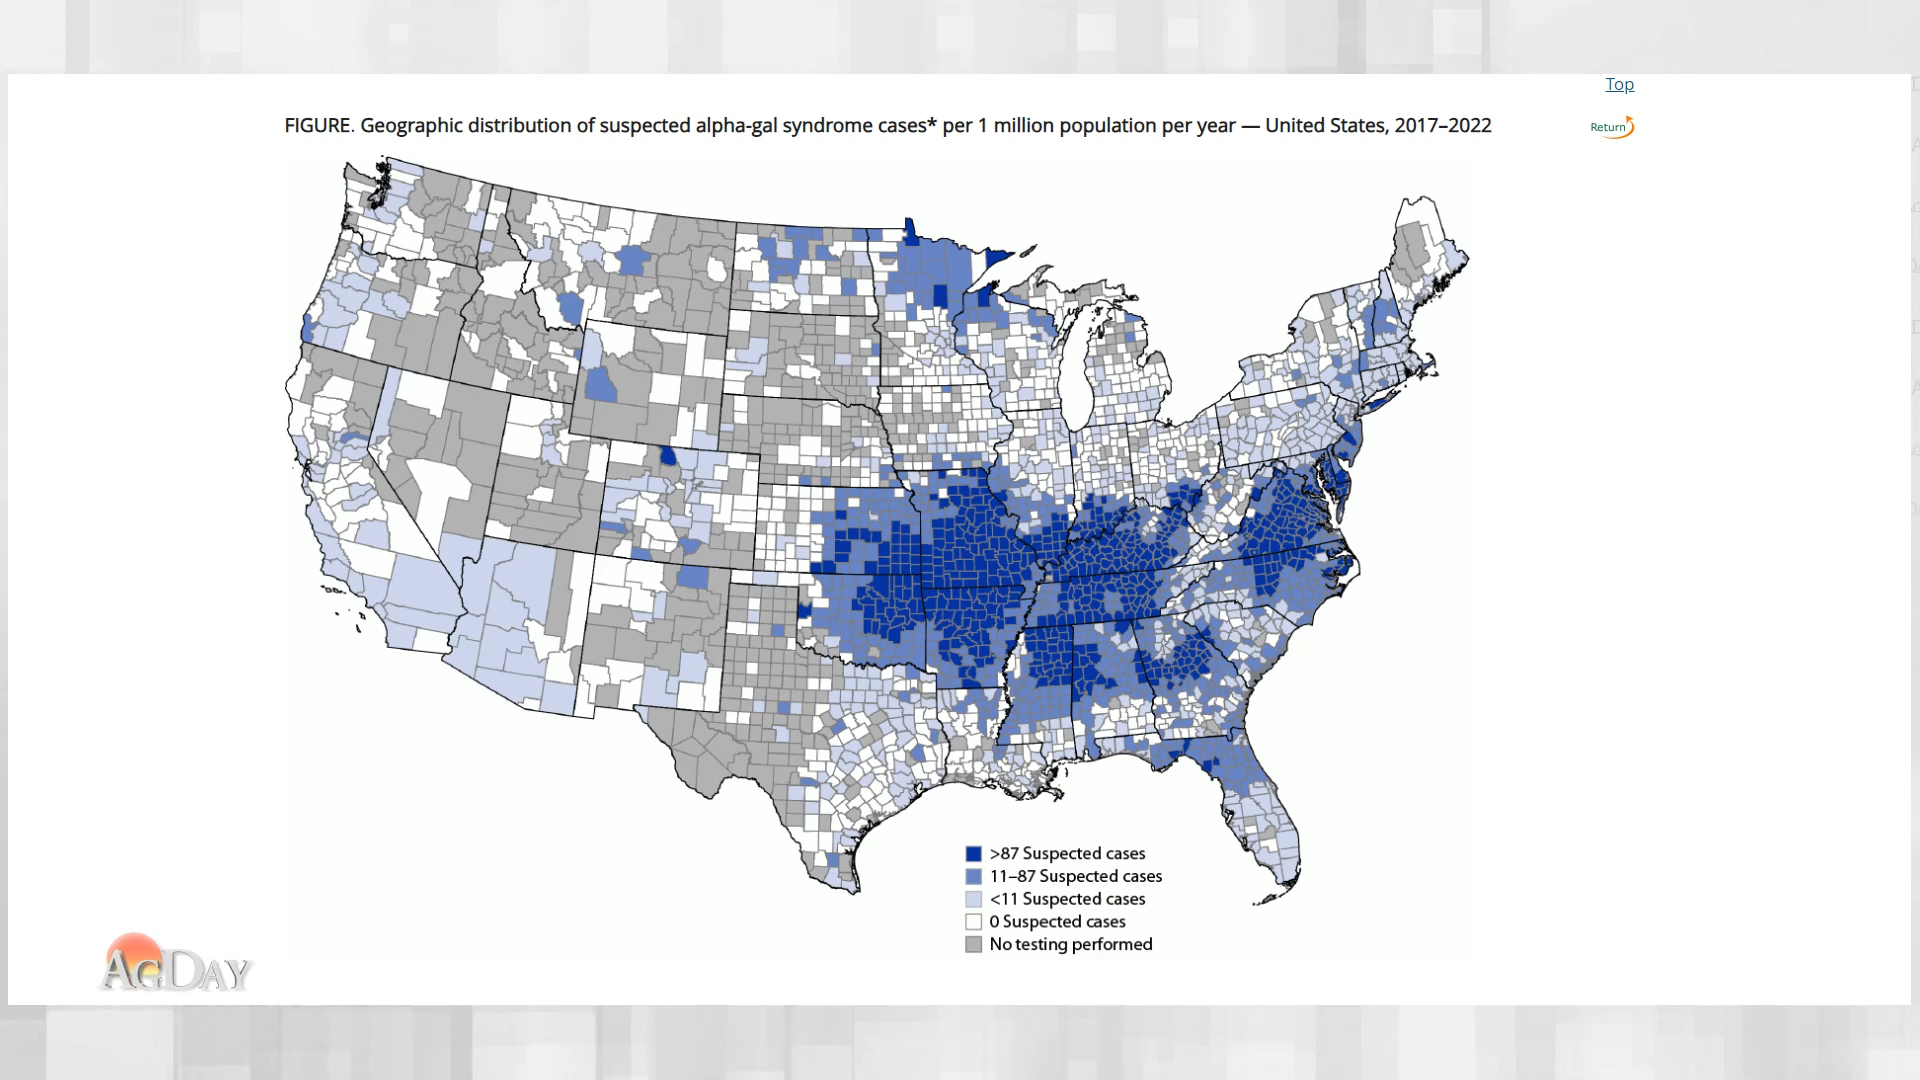 Top
FIGURE. Geographic distribution of suspected alpha-gal syndrome cases* per 1 million population per year — United States, 2017–2022
Return
>87 Suspected cases
11–87 Suspected cases
<11 Suspected cases
0 Suspected cases
No testing performed
AGDAY